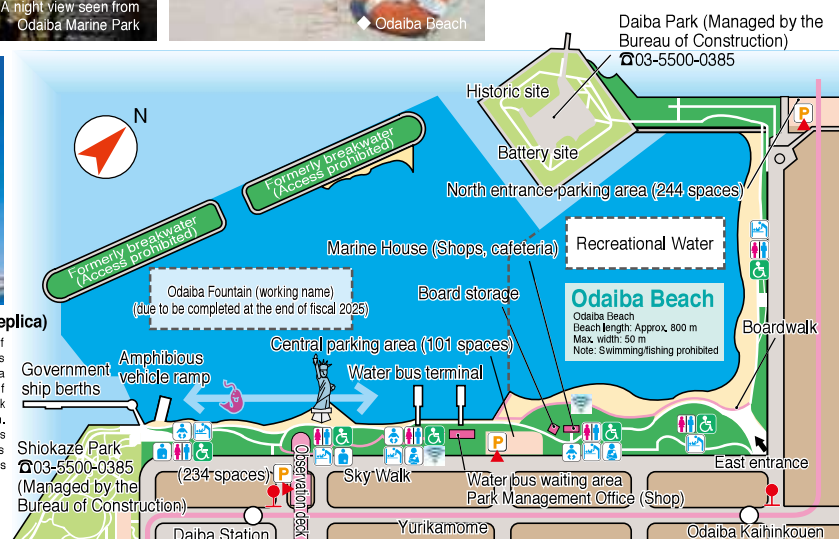 A night view seen from
Odaiba Marine Park
◆ Odaiba Beach
Daiba Park (Managed by the
Bureau of Construction)
☎03-5500-0385
Historic site
Battery site
P
N
Formerly breakwater
(Access prohibited)
Formerly breakwater
(Access prohibited)
North entrance parking area (244 spaces)
Marine House (Shops, cafeteria)
Recreational Water
Odaiba Fountain (working name)
(due to be completed at the end of fiscal 2025)
Board storage
Odaiba Beach
Odaiba Beach
Beach length: Approx. 800 m
Max. width: 50 m
Note: Swimming/fishing prohibited
Boardwalk
eplica)
Central parking area (101 spaces)
Government
ship berths
Amphibious
vehicle ramp
Water bus terminal
Shiokaze Park
☎03-5500-0385
(Managed by the
Bureau of Construction)
(234 spaces)
P
Observation deck
Sky Walk
P
Water bus waiting area
Park Management Office (Shop)
East entrance
Daiba Station
Yurikamome
Odaiba Kaihinkouen